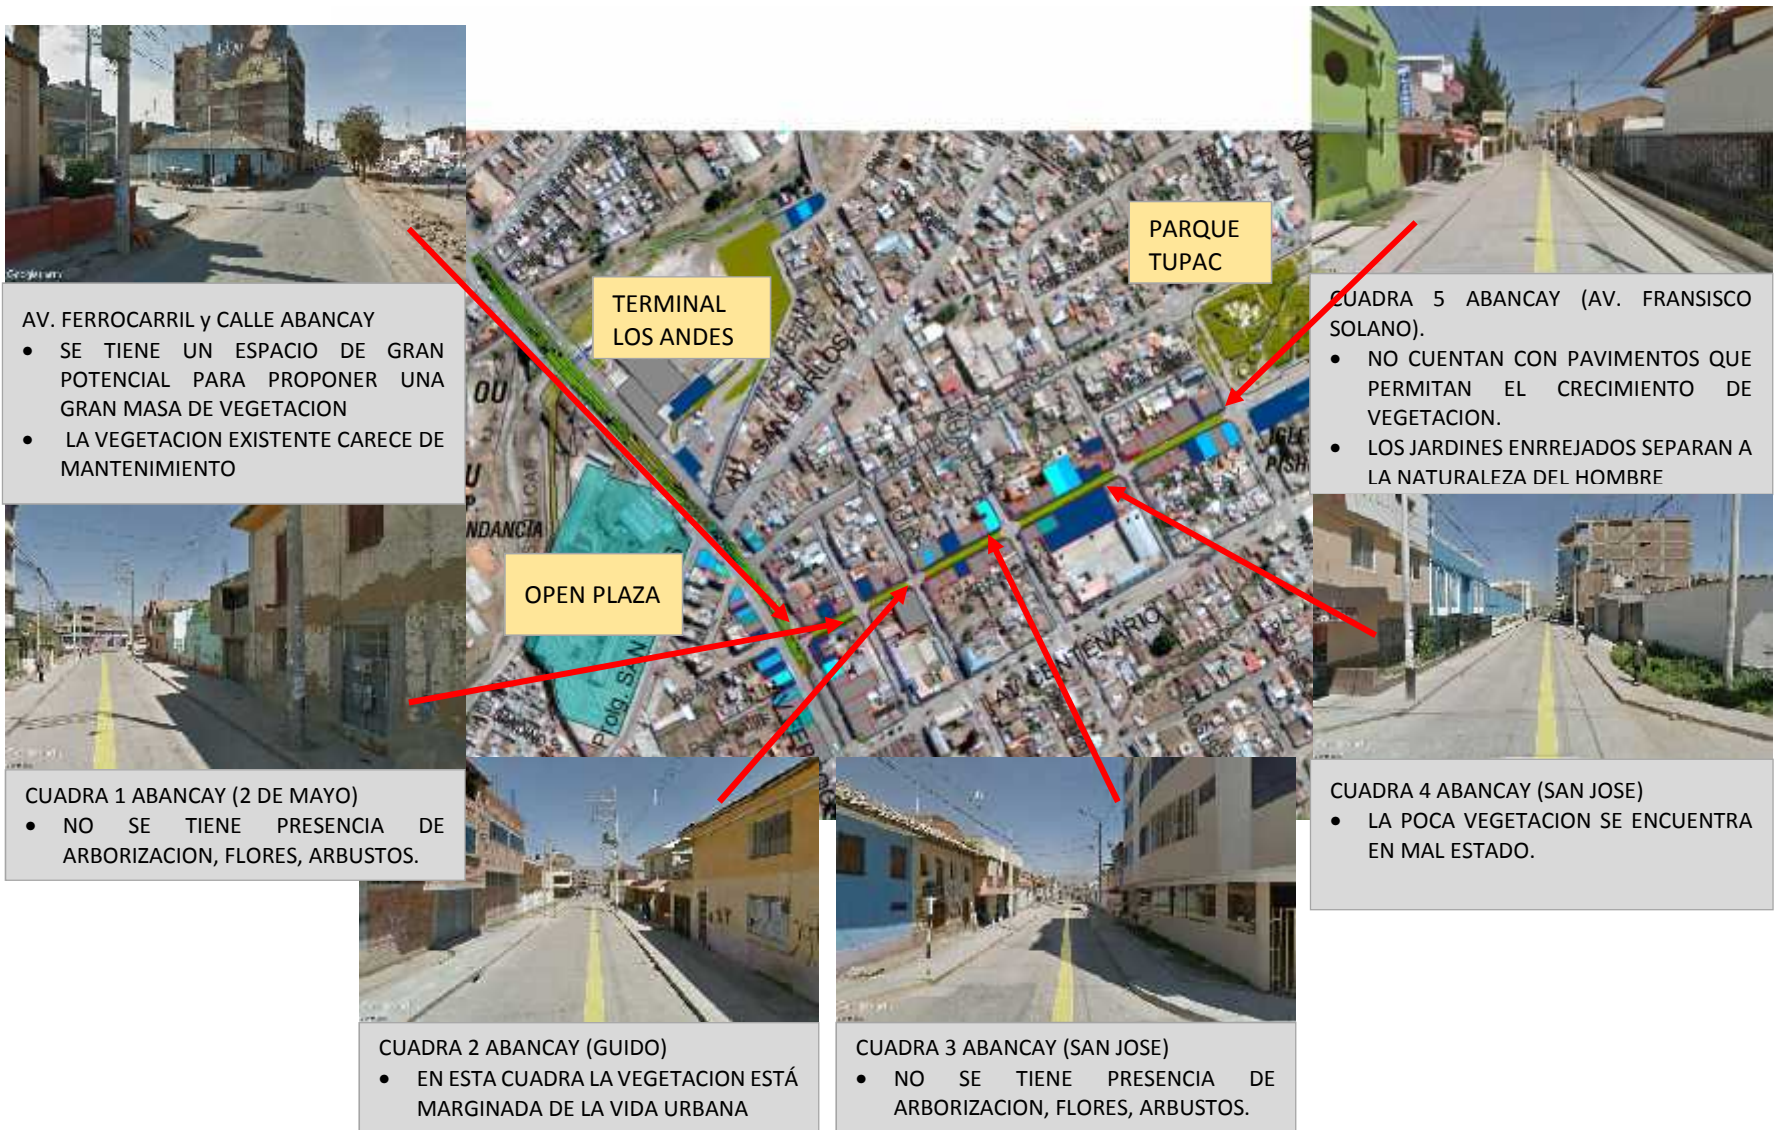 PARQUE
TUPAC
TERMINAL
LOS ANDES
OPEN PLAZA
AV. SAN CARLOS
AV. CENTENARIO
Prolg. SAN
OU
U
P
NDANCIA
IGLE
PISH
AV. FERROCARRIL y CALLE ABANCAY
• SE TIENE UN ESPACIO DE GRAN
POTENCIAL PARA PROPONER UNA
GRAN MASA DE VEGETACION
• LA VEGETACION EXISTENTE CARECE DE
MANTENIMIENTO
CUADRA 5 ABANCAY (AV. FRANSISCO
SOLANO).
• NO CUENTAN CON PAVIMENTOS QUE
PERMITAN EL CRECIMIENTO DE
VEGETACION.
• LOS JARDINES ENRREJADOS SEPARAN A
LA NATURALEZA DEL HOMBRE
CUADRA 1 ABANCAY (2 DE MAYO)
• NO SE TIENE PRESENCIA DE
ARBORIZACION, FLORES, ARBUSTOS.
CUADRA 4 ABANCAY (SAN JOSE)
• LA POCA VEGETACION SE ENCUENTRA
EN MAL ESTADO.
CUADRA 2 ABANCAY (GUIDO)
• EN ESTA CUADRA LA VEGETACION ESTÁ
MARGINADA DE LA VIDA URBANA
CUADRA 3 ABANCAY (SAN JOSE)
• NO SE TIENE PRESENCIA DE
ARBORIZACION, FLORES, ARBUSTOS.